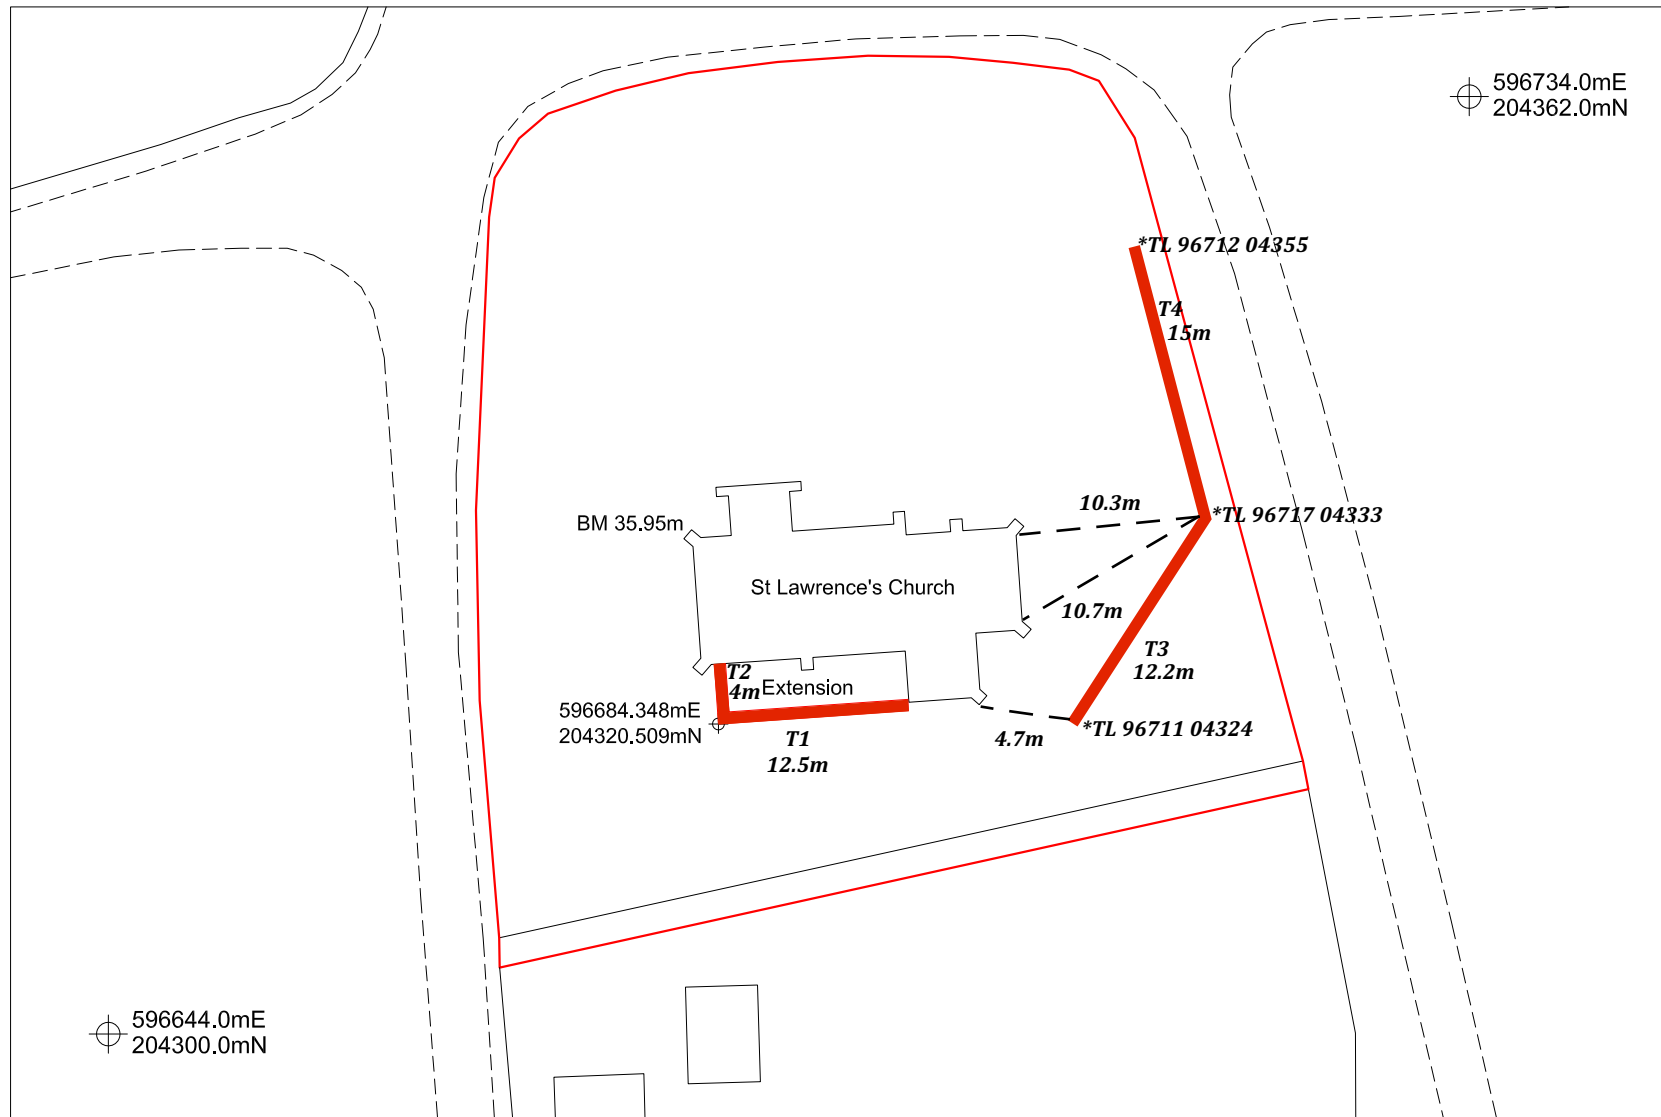 596734.0mE
204362.0mN
*TL 96712 04355
T4
15m
10.3m
*TL 96717 04333
BM 35.95m
St Lawrence's Church
10.7m
T3
12.2m
T2
4m
Extension
596684.348mE
204320.509mN
T1
12.5m
4.7m
*TL 96711 04324
596644.0mE
204300.0mN